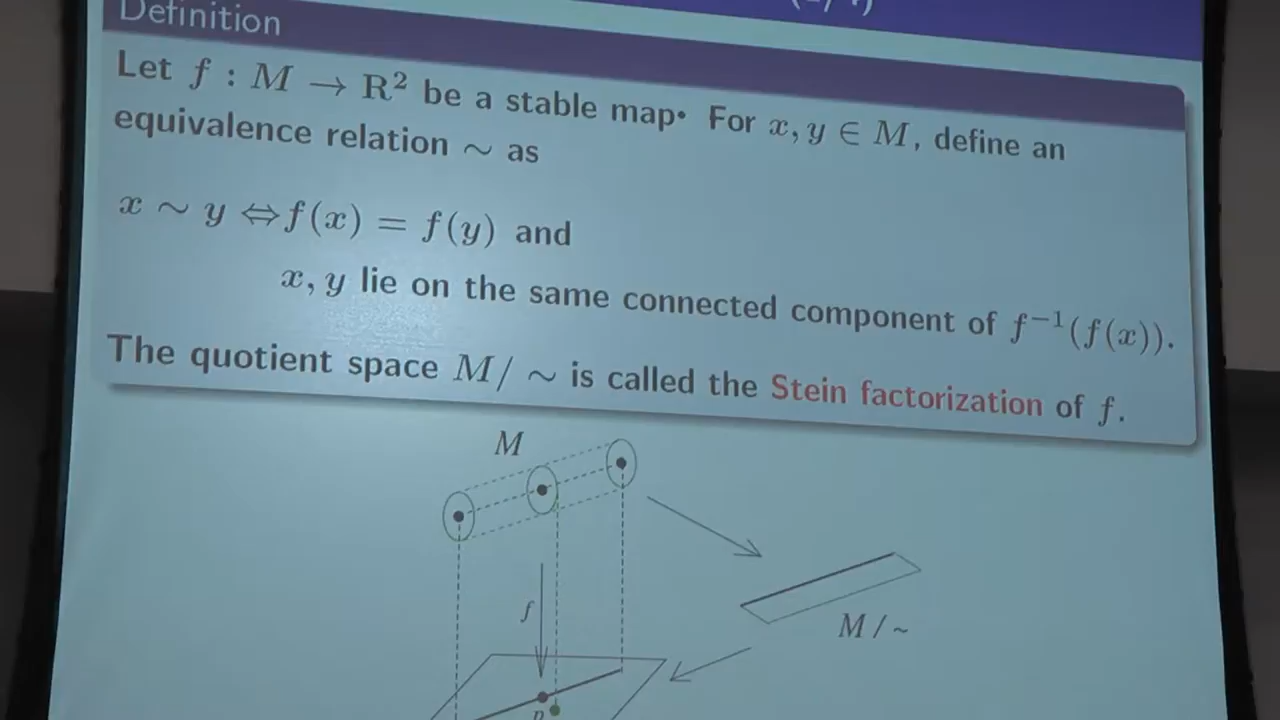 Definition
Let f : M → R² be a stable map. For x, y ∈ M, define an
equivalence relation ∼ as
x ∼ y ⇔ f(x) = f(y) and
x, y lie on the same connected component of f⁻¹(f(x)).
The quotient space M/ ∼ is called the Stein factorization of f.
M
f
M / ~
p